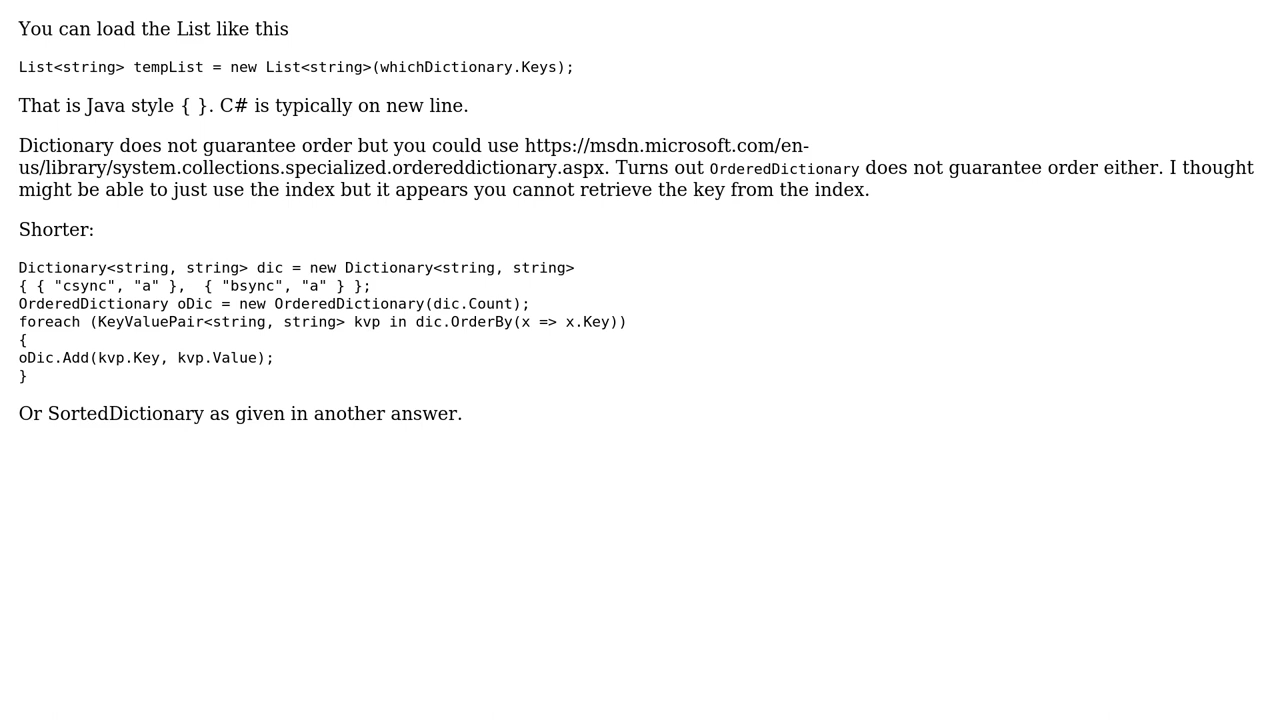 You can load the List like this
List<string> tempList = new List<string>(whichDictionary.Keys);
That is Java style { }. C# is typically on new line.
Dictionary does not guarantee order but you could use https://msdn.microsoft.com/en-
us/library/system.collections.specialized.ordereddictionary.aspx. Turns out OrderedDictionary does not guarantee order either. I thought
might be able to just use the index but it appears you cannot retrieve the key from the index.
Shorter:
Dictionary<string, string> dic = new Dictionary<string, string>
{ { "csync", "a" },  { "bsync", "a" } };
OrderedDictionary oDic = new OrderedDictionary(dic.Count);
foreach (KeyValuePair<string, string> kvp in dic.OrderBy(x => x.Key))
{
oDic.Add(kvp.Key, kvp.Value);
}
Or SortedDictionary as given in another answer.